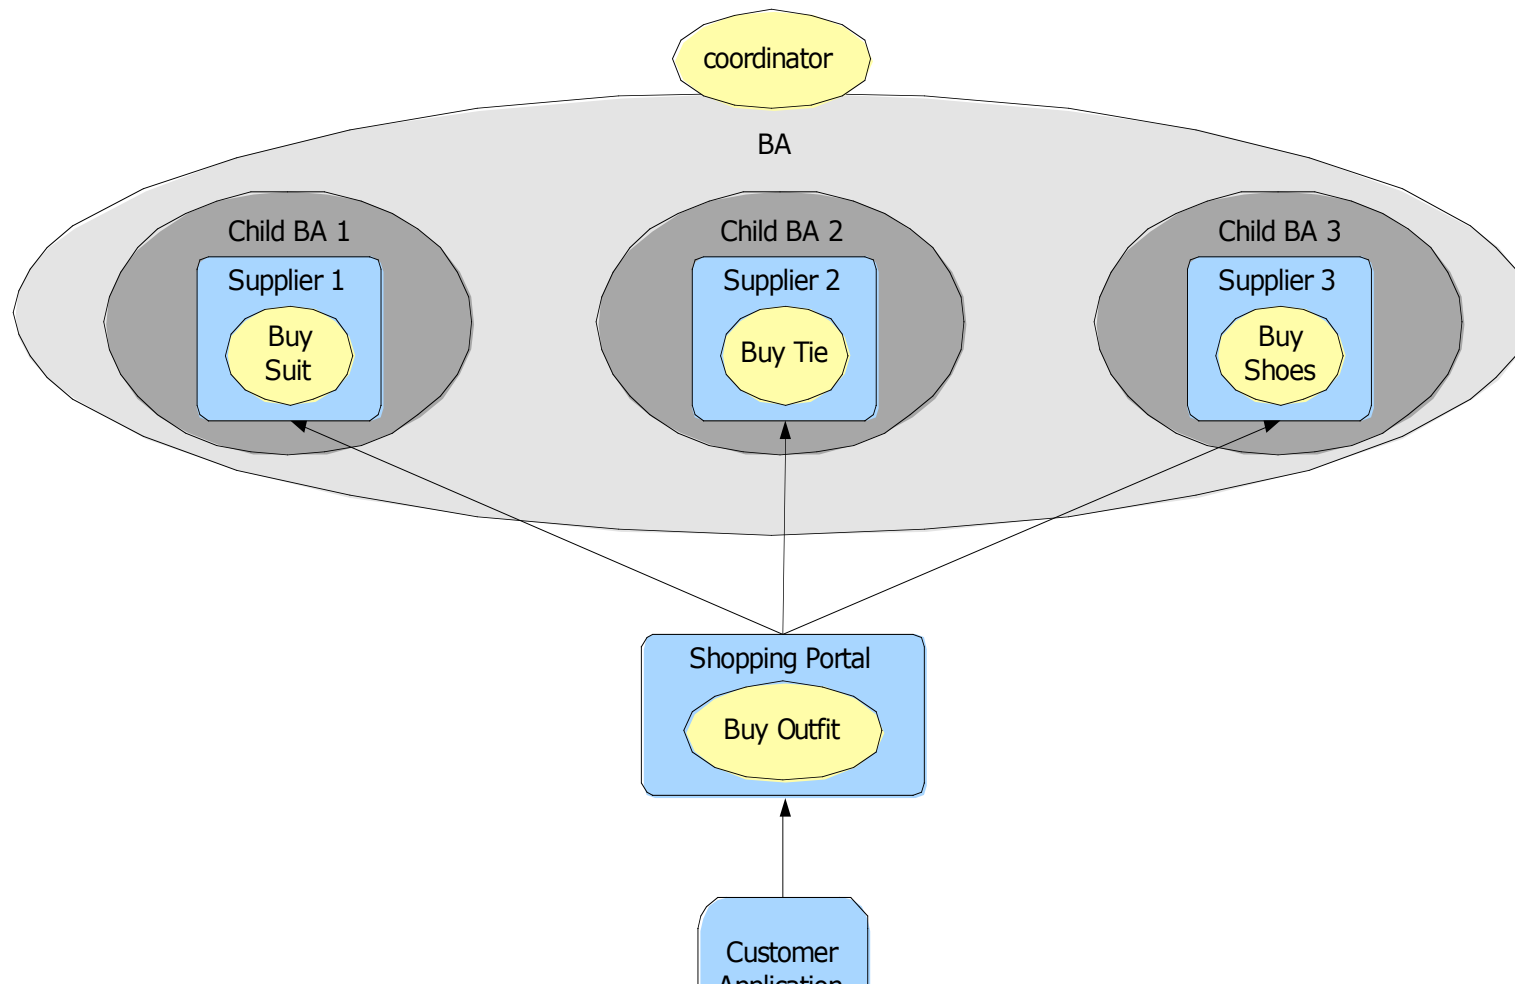 coordinator
BA
Child BA 1
Child BA 2
Child BA 3
Supplier 1
Supplier 2
Supplier 3
Buy
Suit
Buy Tie
Buy
Shoes
Shopping Portal
Buy Outfit
Customer
Application